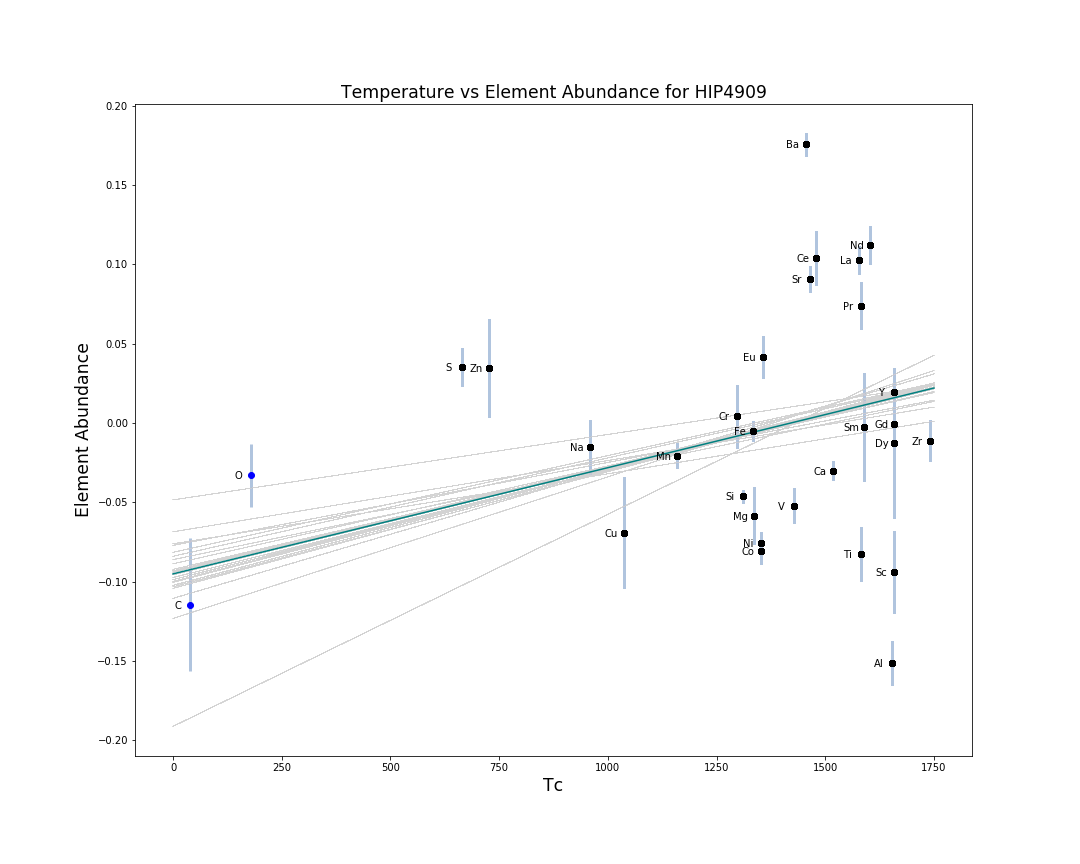 Temperature vs Element Abundance for HIP4909
Element Abundance
0.20
0.15
0.10
0.05
0.00
−0.05
−0.10
−0.15
−0.20
Ba
Nd
Ce
La
Sr
Pr
Eu
S
Zn
Y
Cr
Gd
Sm
Fe
Zr
Dy
Na
Mn
Ca
O
Si
V
Mg
Cu
Ni
Co
Ti
Sc
C
Al
0
250
500
750
1000
1250
1500
1750
Tc